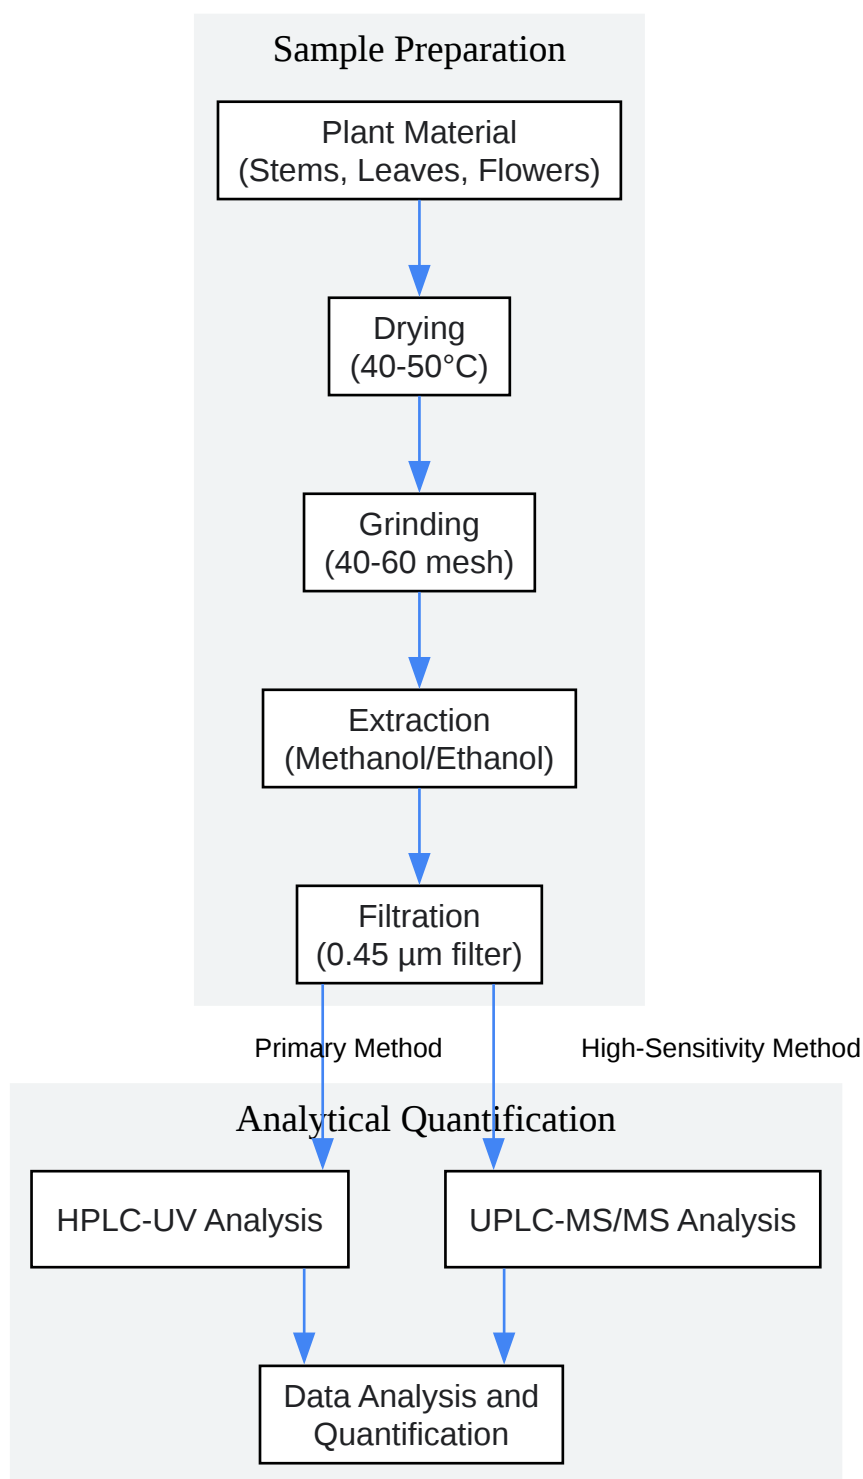 Sample Preparation
Plant Material
(Stems, Leaves, Flowers)
Drying
(40-50°C)
Grinding
(40-60 mesh)
Extraction
(Methanol/Ethanol)
Filtration
(0.45 µm filter)
Primary Method
High-Sensitivity Method
Analytical Quantification
HPLC-UV Analysis
UPLC-MS/MS Analysis
Data Analysis and
Quantification